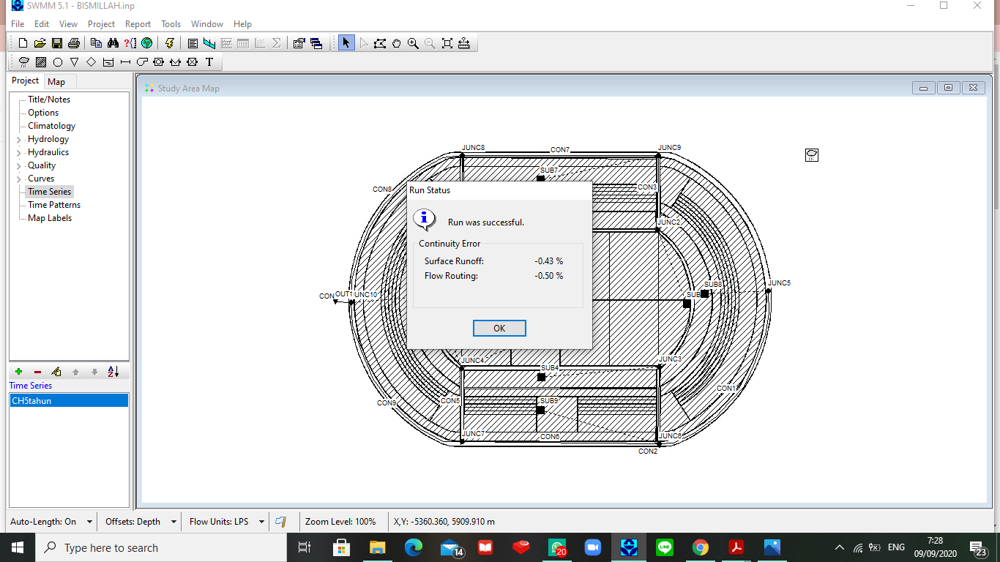 SWMM 5.1 - BISMILLAH.inp
File Edit View Project Report Tools Window Help
Project Map
Title/Notes
Options
Climatology
Hydrology
Hydraulics
Quality
Curves
Time Series
Time Patterns
Map Labels
Time Series
CH5tahun
Study Area Map
JUNC8 CON7 JUNC9
SUB7
CON8 CON3
JUNC2
SUB8 JUNC5
CON OUT1 UNC10 SUB
JUNC4 SUB4 JUNC3
CON1
CON9 CON5 SUB9
JUNC7 CON6 JUNC6
CON2
Run Status
Run was successful.
Continuity Error
Surface Runoff: -0.43 %
Flow Routing: -0.50 %
OK
Auto-Length: On Offsets: Depth Flow Units: LPS Zoom Level: 100% X,Y: -5360.360, 5909.910 m
Type here to search 14 20 LINE ENG 7:28
09/09/2020 23